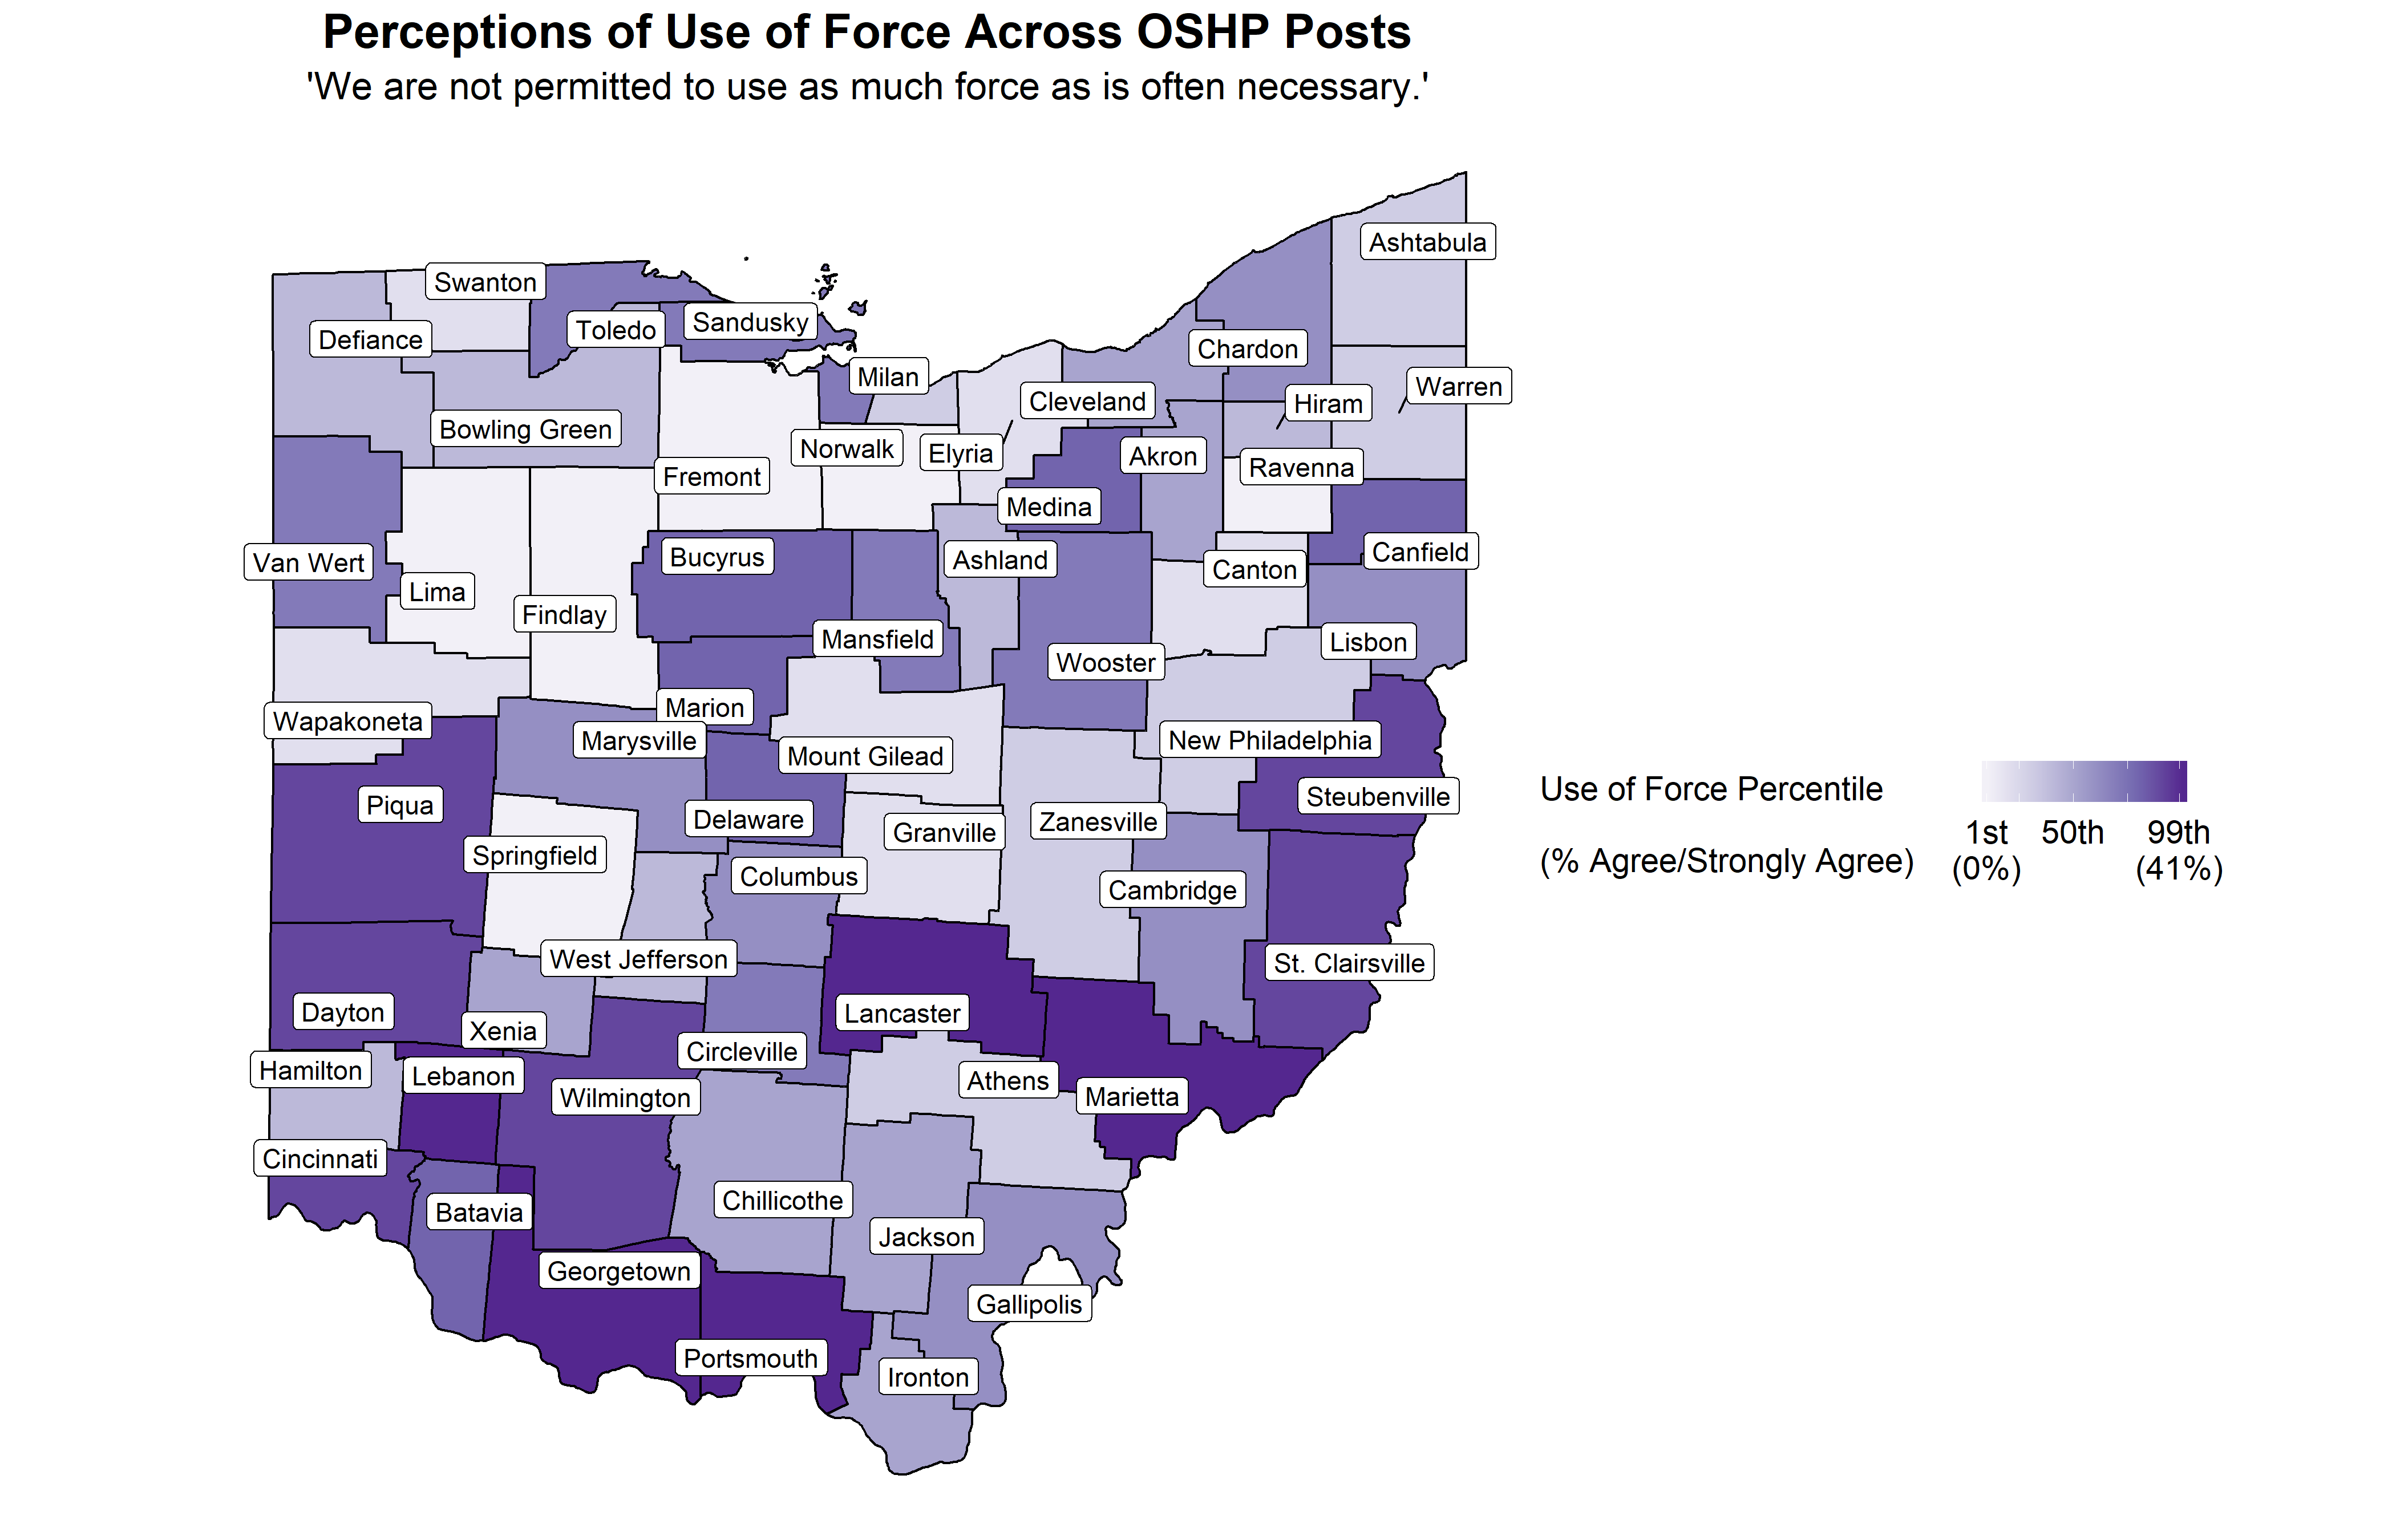 Perceptions of Use of Force Across OSHP Posts
'We are not permitted to use as much force as is often necessary.'
Ashtabula
Swanton
Sandusky
Toledo
Defiance
Chardon
Milan
Warren
Cleveland
Hiram
Bowling Green
Norwalk
Elyria
Akron
Ravenna
Fremont
Medina
Canfield
Bucyrus
Ashland
Van Wert
Canton
Lima
Findlay
Mansfield
Lisbon
Wooster
Marion
Wapakoneta
Marysville
New Philadelphia
Mount Gilead
Steubenville
Piqua
Delaware
Zanesville
Granville
Springfield
Columbus
Cambridge
West Jefferson
St. Clairsville
Dayton
Lancaster
Xenia
Circleville
Hamilton
Lebanon
Athens
Marietta
Wilmington
Cincinnati
Chillicothe
Batavia
Jackson
Georgetown
Gallipolis
Portsmouth
Ironton
Use of Force Percentile
(% Agree/Strongly Agree)
1st 50th 99th
(0%) (41%)